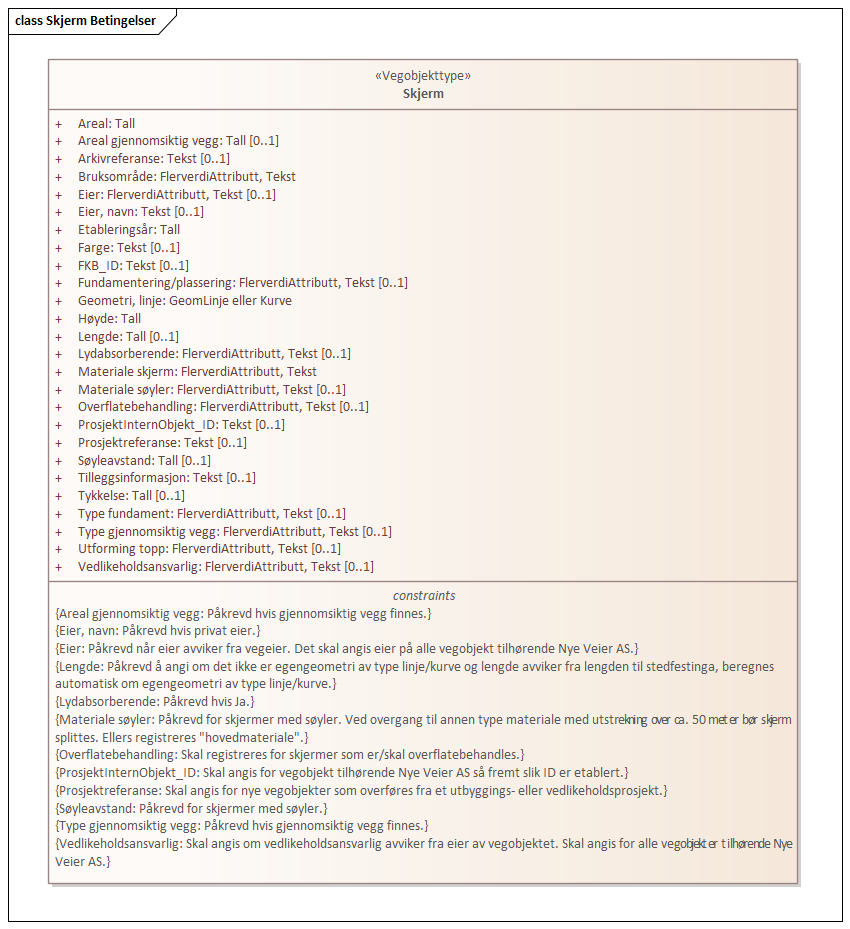 class Skjerm Betingelser
«Vegobjekttype»
Skjerm
+ Areal: Tall
+ Areal gjennomsiktig vegg: Tall [0..1]
+ Arkivreferanse: Tekst [0..1]
+ Bruksområde: FlerverdiAttributt, Tekst
+ Eier: FlerverdiAttributt, Tekst [0..1]
+ Eier, navn: Tekst [0..1]
+ Etableringsår: Tall
+ Farge: Tekst [0..1]
+ FKB_ID: Tekst [0..1]
+ Fundamentering/plassering: FlerverdiAttributt, Tekst [0..1]
+ Geometri, linje: GeomLinje eller Kurve
+ Høyde: Tall
+ Lengde: Tall [0..1]
+ Lydabsorberende: FlerverdiAttributt, Tekst [0..1]
+ Materiale skjerm: FlerverdiAttributt, Tekst
+ Materiale søyler: FlerverdiAttributt, Tekst [0..1]
+ Overflatebehandling: FlerverdiAttributt, Tekst [0..1]
+ ProsjektInternObjekt_ID: Tekst [0..1]
+ Prosjektreferanse: Tekst [0..1]
+ Søyleavstand: Tall [0..1]
+ Tilleggsinformasjon: Tekst [0..1]
+ Tykkelse: Tall [0..1]
+ Type fundament: FlerverdiAttributt, Tekst [0..1]
+ Type gjennomsiktig vegg: FlerverdiAttributt, Tekst [0..1]
+ Utforming topp: FlerverdiAttributt, Tekst [0..1]
+ Vedlikeholdsansvarlig: FlerverdiAttributt, Tekst [0..1]
constraints
{Areal gjennomsiktig vegg: Påkrevd hvis gjennomsiktig vegg finnes.}
{Eier, navn: Påkrevd hvis privat eier.}
{Eier: Påkrevd når eier avviker fra vegeier. Det skal angis eier på alle vegobjekt tilhørende Nye Veier AS.}
{Lengde: Påkrevd å angi om det ikke er egengeometri av type linje/kurve og lengde avviker fra lengden til stedfestinga, beregnes
automatisk om egengeometri av type linje/kurve.}
{Lydabsorberende: Påkrevd hvis Ja.}
{Materiale søyler: Påkrevd for skjermer med søyler. Ved overgang til annen type materiale med utstrekning over ca. 50 meter bør skjerm
splittes. Ellers registreres "hovedmateriale".}
{Overflatebehandling: Skal registreres for skjermer som er/skal overflatebehandles.}
{ProsjektInternObjekt_ID: Skal angis for vegobjekt tilhørende Nye Veier AS så fremt slik ID er etablert.}
{Prosjektreferanse: Skal angis for nye vegobjekter som overføres fra et utbyggings- eller vedlikeholdsprosjekt.}
{Søyleavstand: Påkrevd for skjermer med søyler.}
{Type gjennomsiktig vegg: Påkrevd hvis gjennomsiktig vegg finnes.}
{Vedlikeholdsansvarlig: Skal angis om vedlikeholdsansvarlig avviker fra eier av vegobjektet. Skal angis for alle vegobjekter tilhørende Nye
Veier AS.}